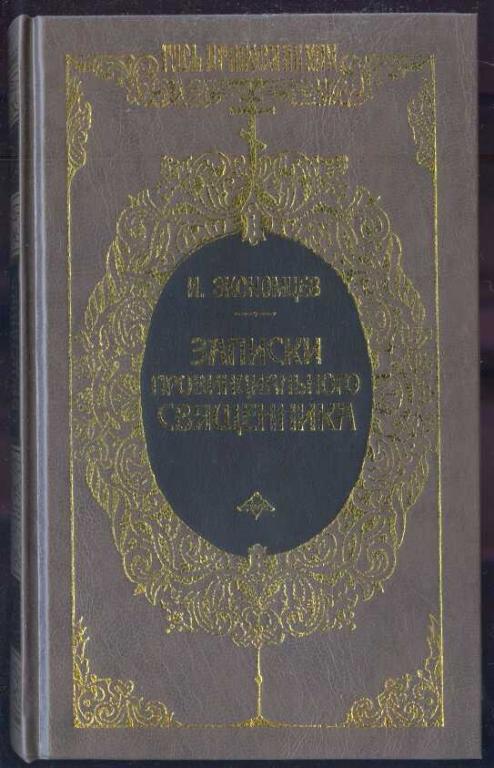 И. ЭКОНОМЦЕВ
ЗАПИСКИ
ПРОВИНЦИАЛЬНОГО
СВЯЩЕННИКА